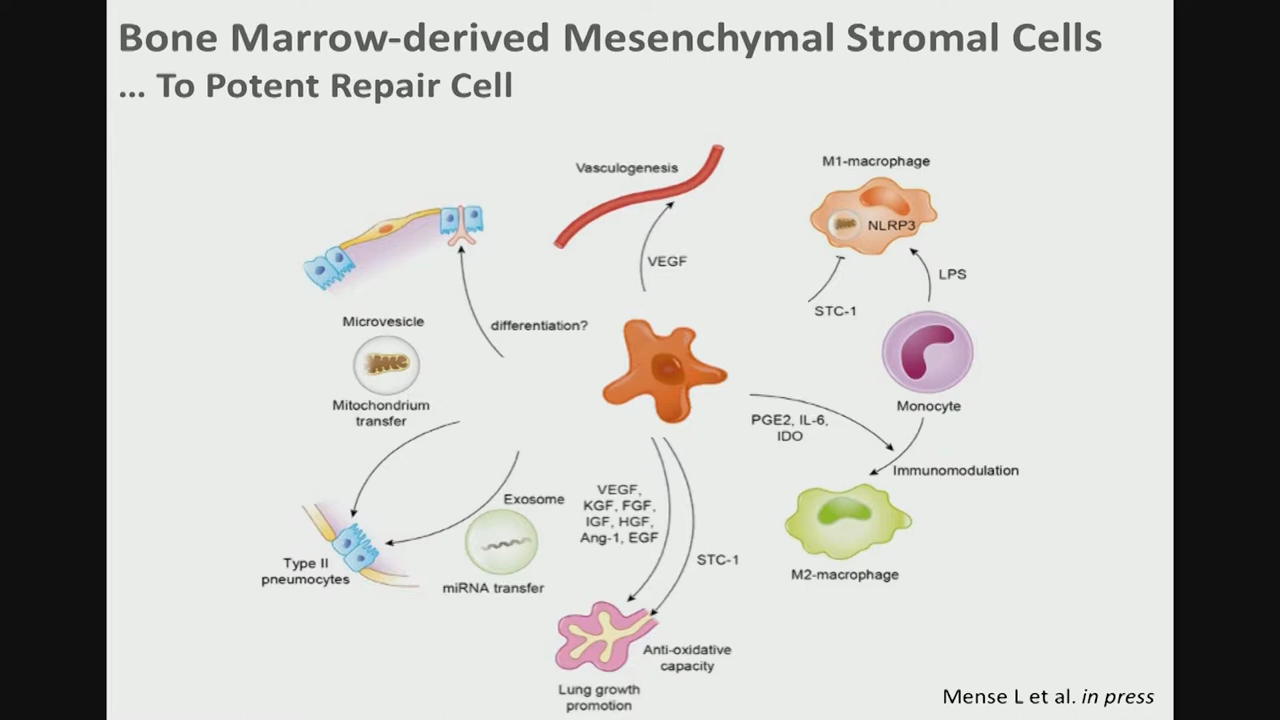 Bone Marrow-derived Mesenchymal Stromal Cells
... To Potent Repair Cell
Vasculogenesis
VEGF
M1-macrophage
NLRP3
LPS
STC-1
Monocyte
differentiation?
Microvesicle
Mitochondrium
transfer
PGE2, IL-6,
IDO
Immunomodulation
M2-macrophage
Exosome
miRNA transfer
Type II
pneumocytes
VEGF,
KGF, FGF,
IGF, HGF,
Ang-1, EGF
STC-1
Anti-oxidative
capacity
Lung growth
promotion
Mense L et al. in press